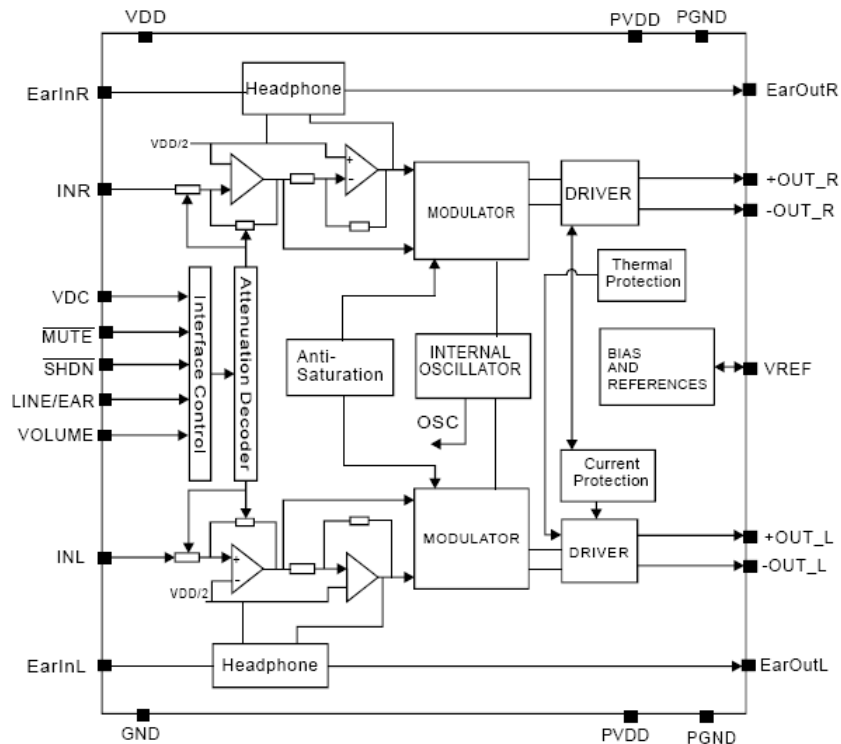 VDD
PVDD
PGND
EarInR
Headphone
EarOutR
VDD/2
+
-
INR
MODULATOR
DRIVER
+OUT_R
-OUT_R
Thermal
Protection
VDC
MUTE
SHDN
LINE/EAR
VOLUME
Interface Control
Attenuation Decoder
Anti-
Saturation
INTERNAL
OSCILLATOR
OSC
BIAS
AND
REFERENCES
VREF
Current
Protection
INL
+
-
VDD/2
MODULATOR
DRIVER
+OUT_L
-OUT_L
EarInL
Headphone
EarOutL
GND
PVDD
PGND